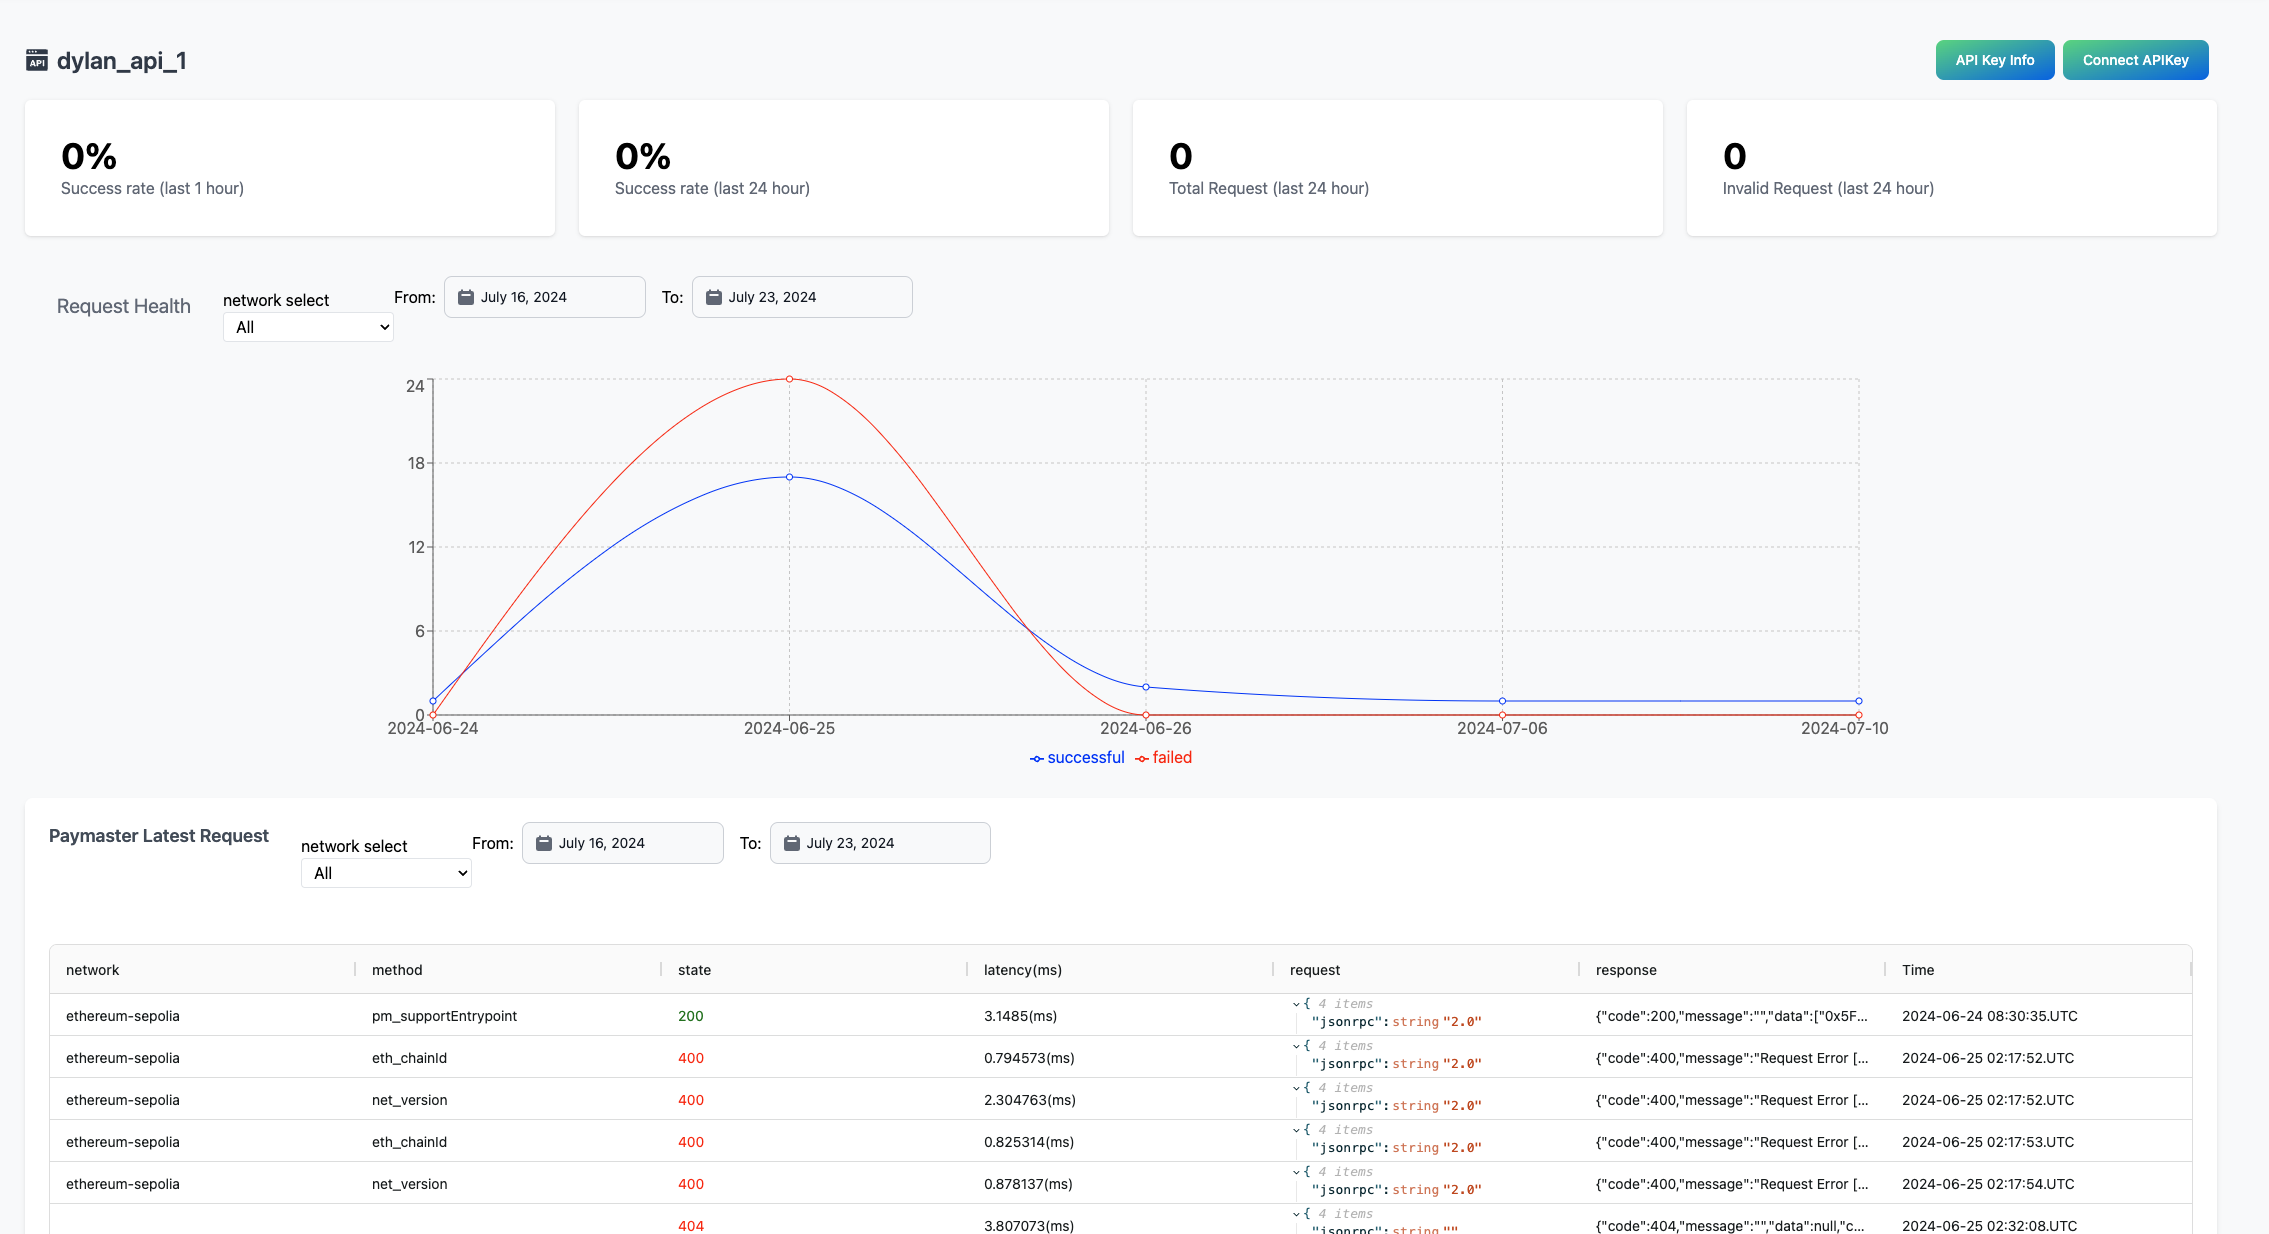 API dylan_api_1
API Key Info
Connect APIKey
0%
Success rate (last 1 hour)
0%
Success rate (last 24 hour)
0
Total Request (last 24 hour)
0
Invalid Request (last 24 hour)
Request Health
network select
All
From:
July 16, 2024
To:
July 23, 2024
24
18
12
6
0
2024-06-24
2024-06-25
2024-06-26
2024-07-06
2024-07-10
successful
failed
Paymaster Latest Request
network select
All
From:
July 16, 2024
To:
July 23, 2024
network method state latency(ms) request response Time
ethereum-sepolia pm_supportEntrypoint 200 3.1485(ms) { 4 items {"code":200,"message":"","data":["0x5F... 2024-06-24 08:30:35.UTC
"jsonrpc": string "2.0"
ethereum-sepolia eth_chainId 400 0.794573(ms) { 4 items {"code":400,"message":"Request Error [... 2024-06-25 02:17:52.UTC
"jsonrpc": string "2.0"
ethereum-sepolia net_version 400 2.304763(ms) { 4 items {"code":400,"message":"Request Error [... 2024-06-25 02:17:52.UTC
"jsonrpc": string "2.0"
ethereum-sepolia eth_chainId 400 0.825314(ms) { 4 items {"code":400,"message":"Request Error [... 2024-06-25 02:17:53.UTC
"jsonrpc": string "2.0"
ethereum-sepolia net_version 400 0.878137(ms) { 4 items {"code":400,"message":"Request Error [... 2024-06-25 02:17:54.UTC
"jsonrpc": string "2.0"
404 3.807073(ms) { 4 items {"code":404,"message":"","data":null,"c... 2024-06-25 02:32:08.UTC
"jsonrpc": string ""